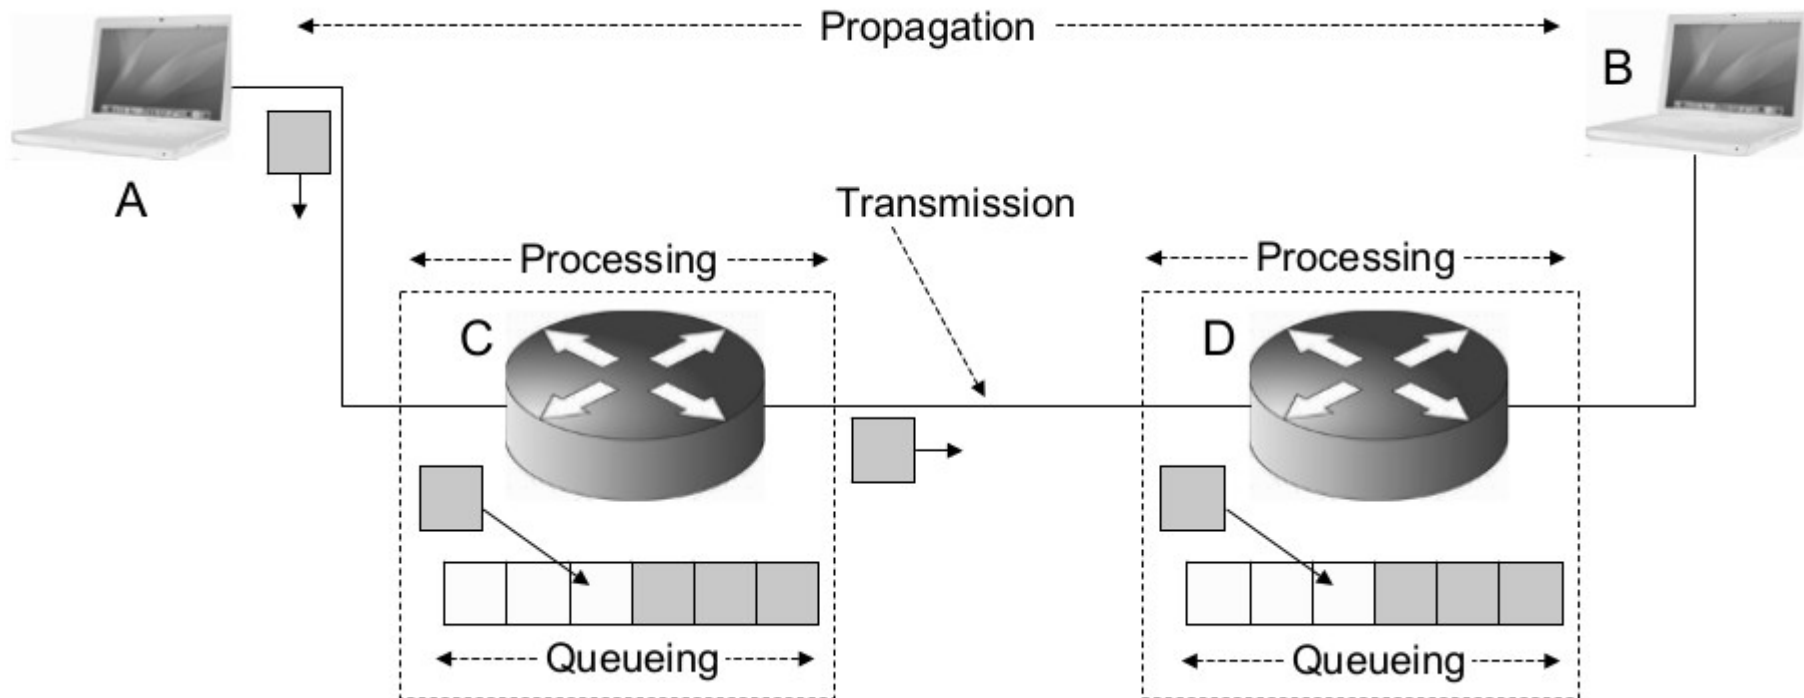 Propagation
B
A
Transmission
Processing
Processing
C
D
Queueing
Queueing